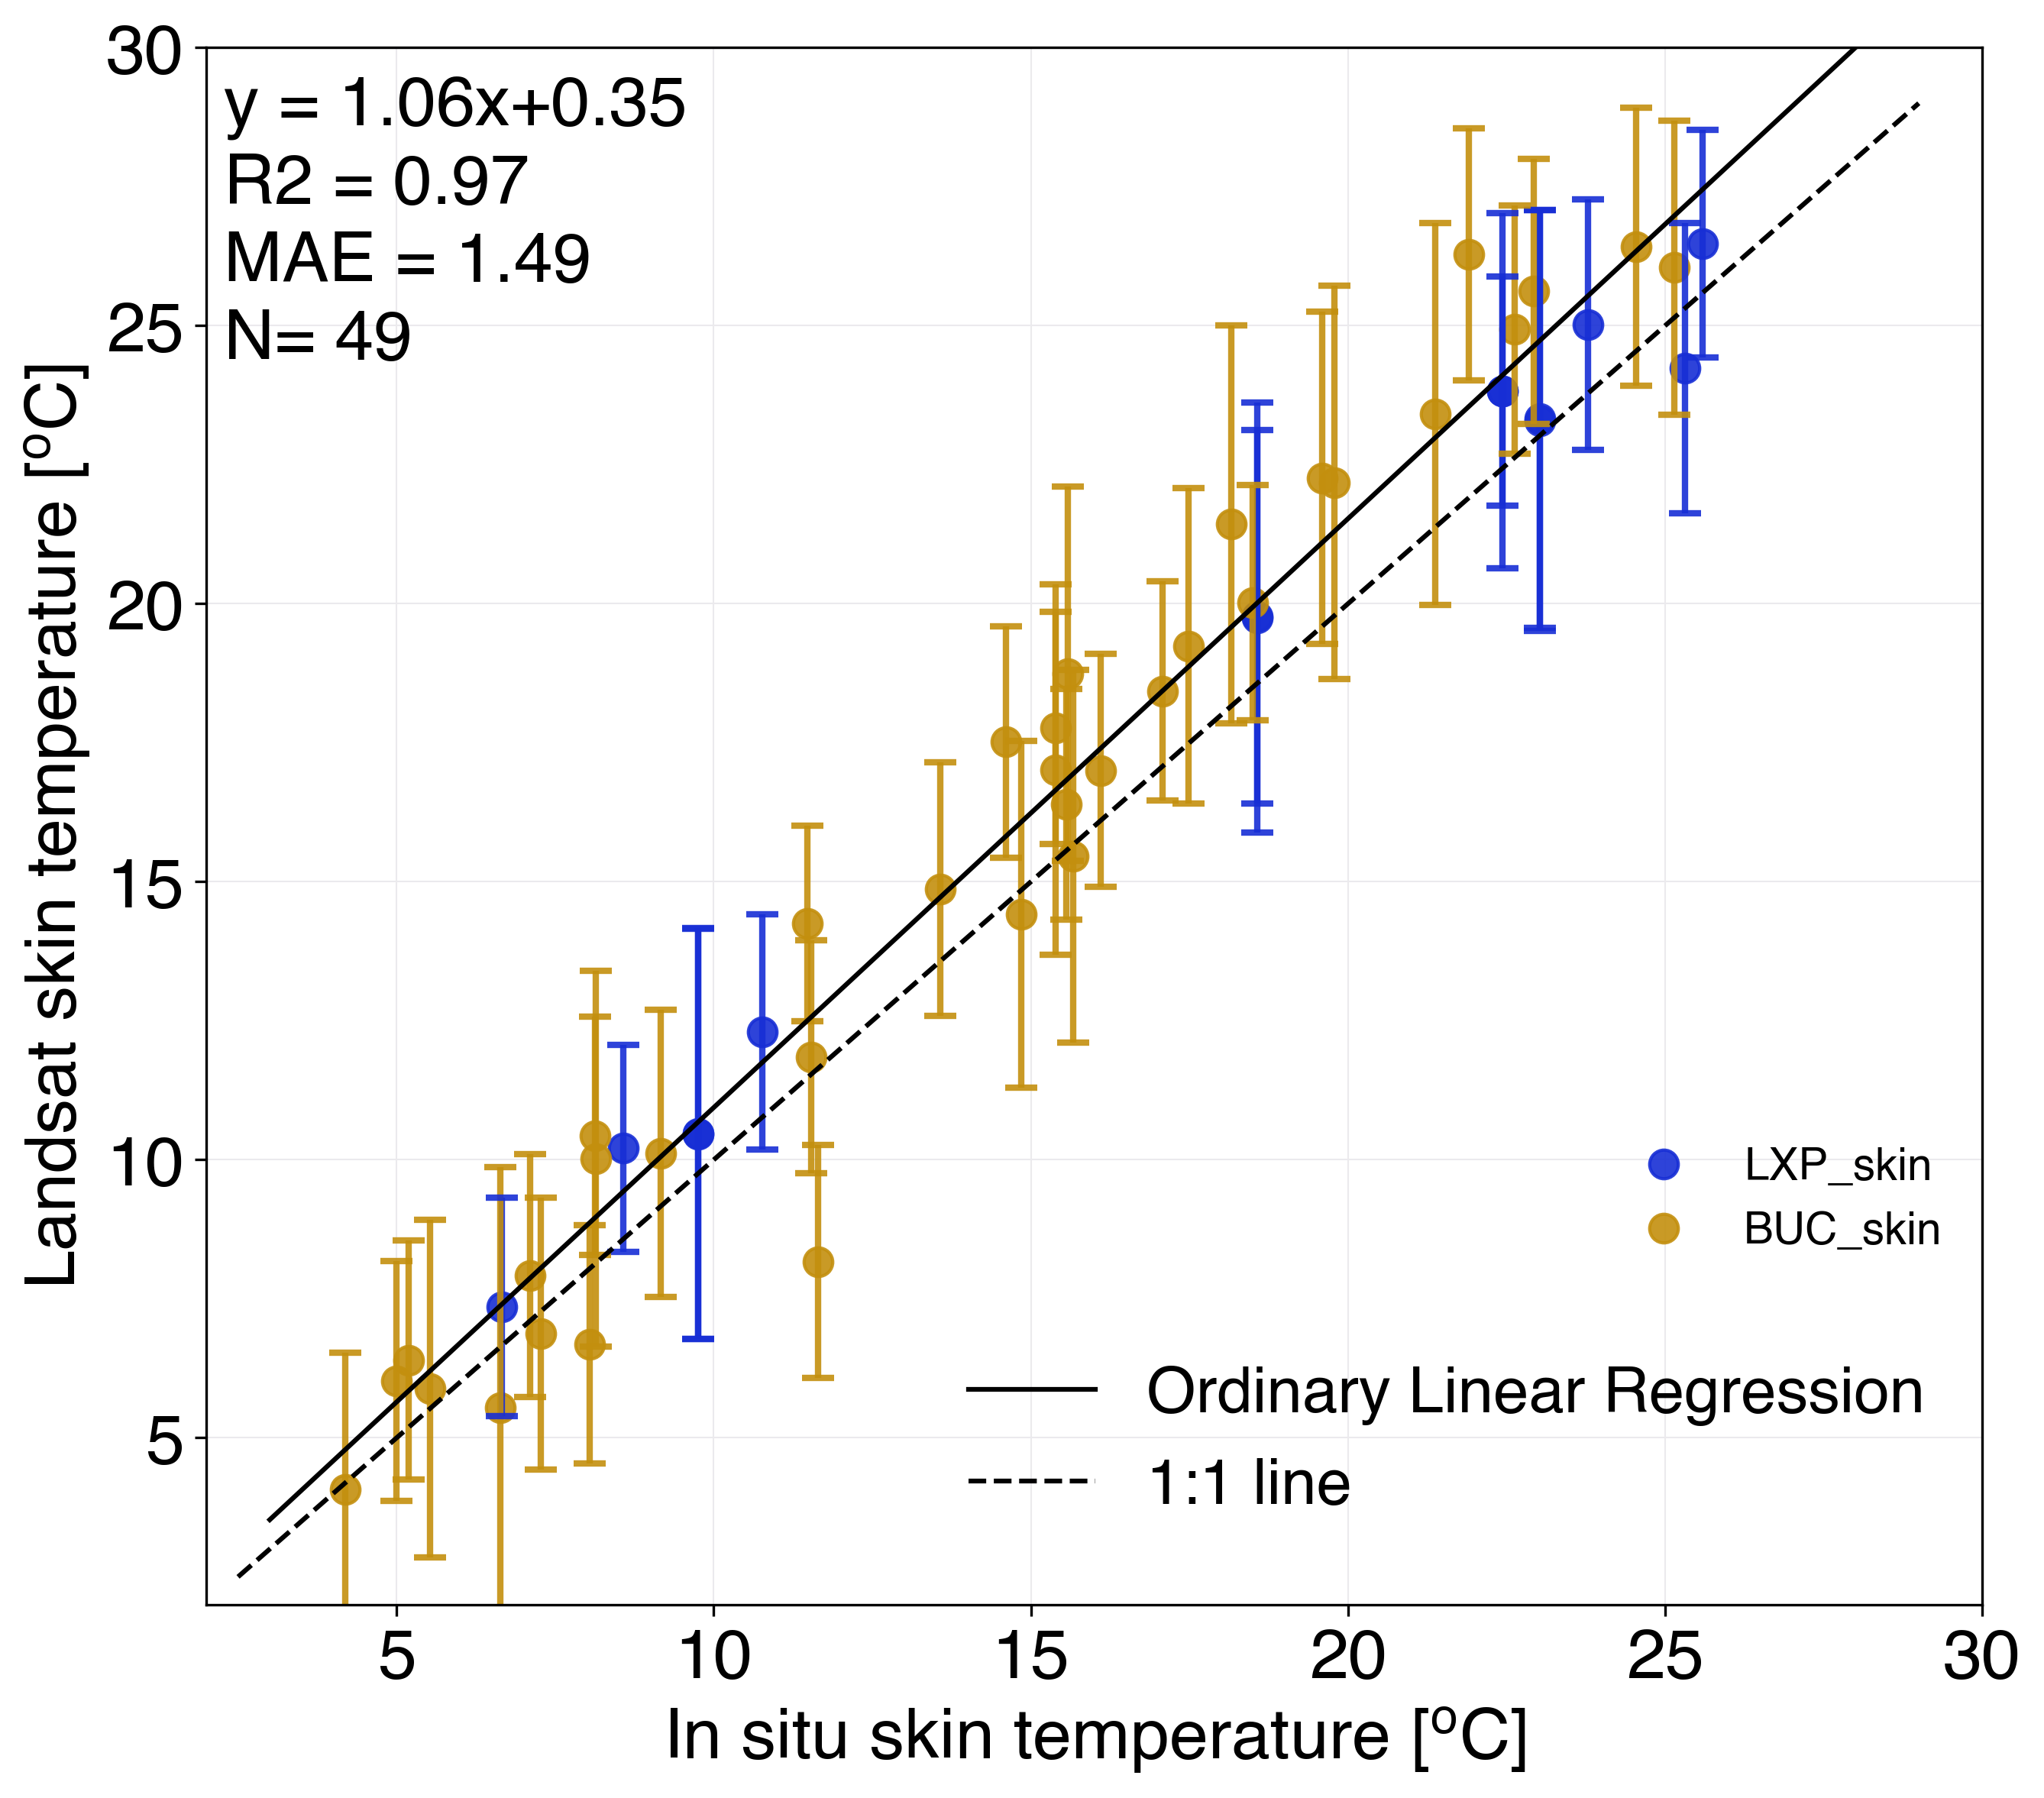 y = 1.06x+0.35
R2 = 0.97
MAE = 1.49
N= 49
30
25
20
15
10
5
Landsat skin temperature [°C]
LXP_skin
BUC_skin
Ordinary Linear Regression
1:1 line
5 10 15 20 25 30
In situ skin temperature [°C]